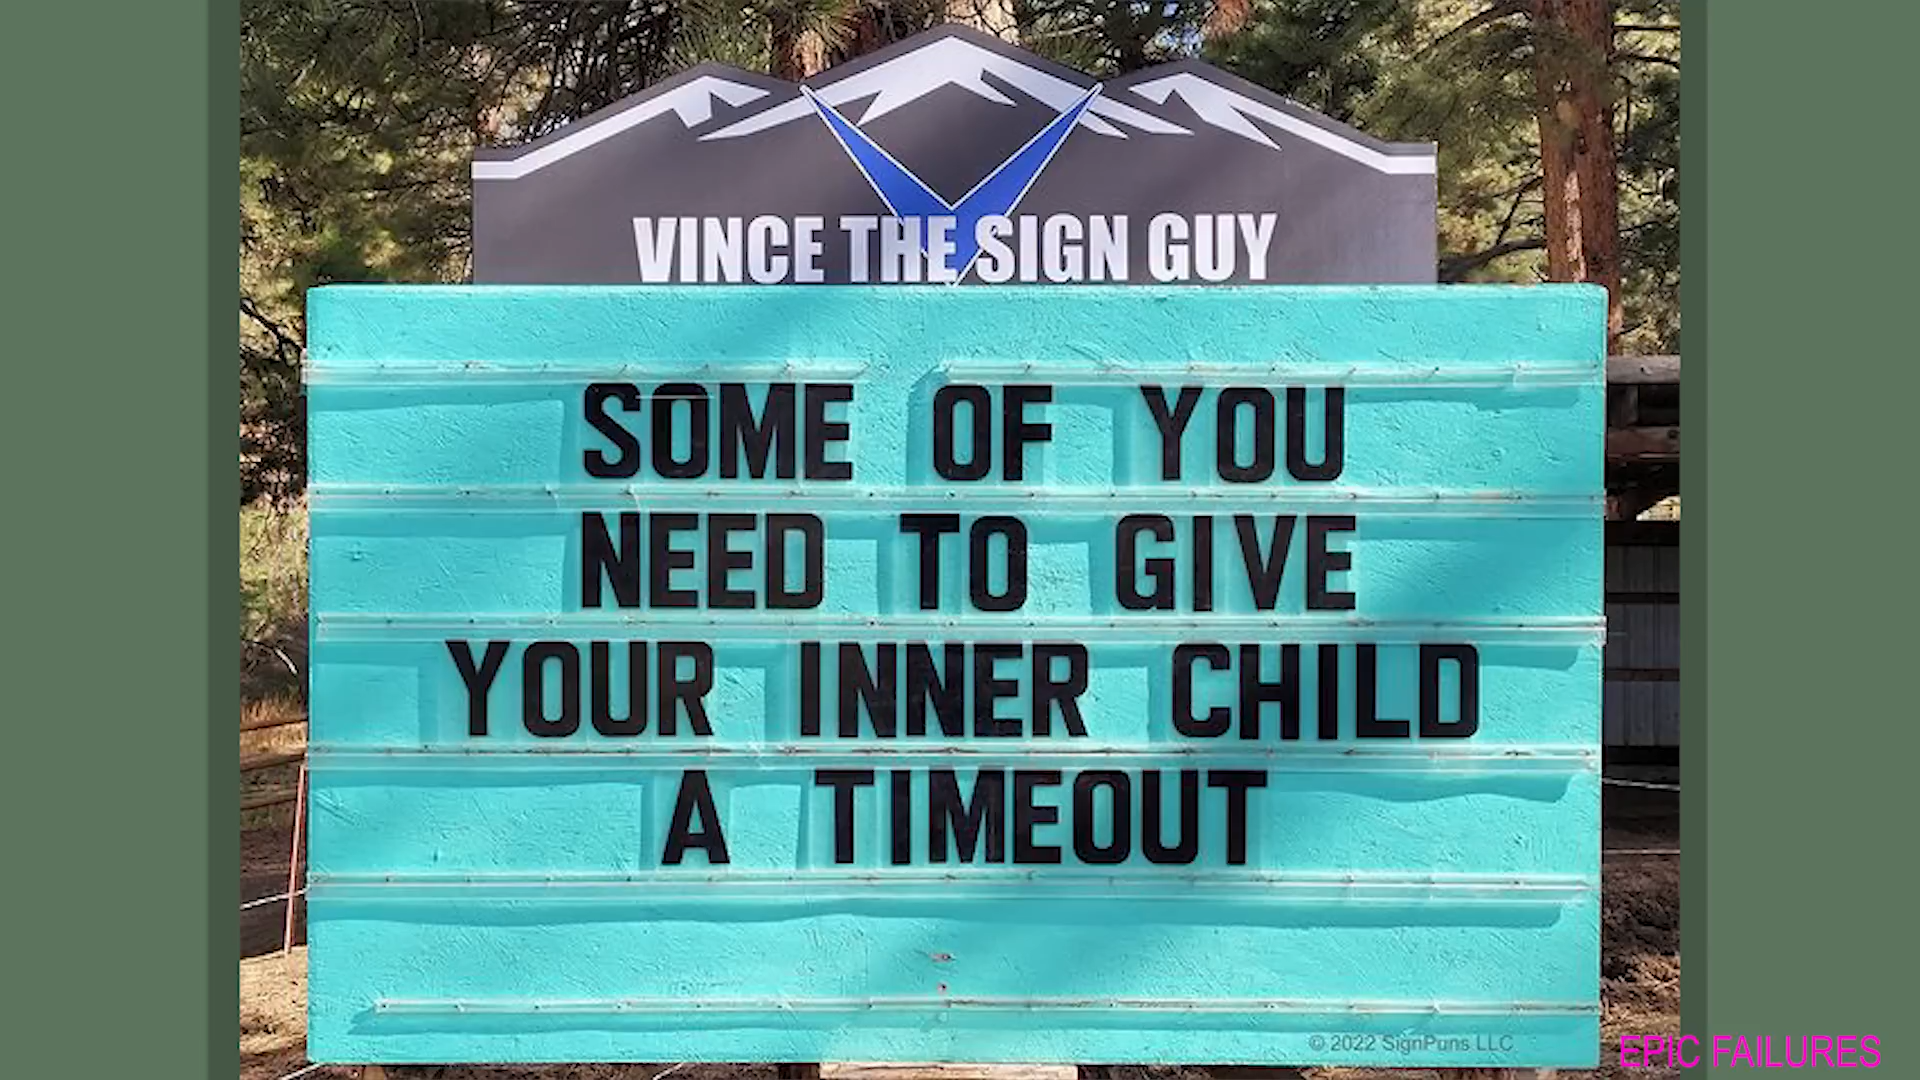 VINCE THE SIGN GUY
SOME OF YOU
NEED TO GIVE
YOUR INNER CHILD
A TIMEOUT
© 2022 SignPuns LLC
EPIC FAILURES